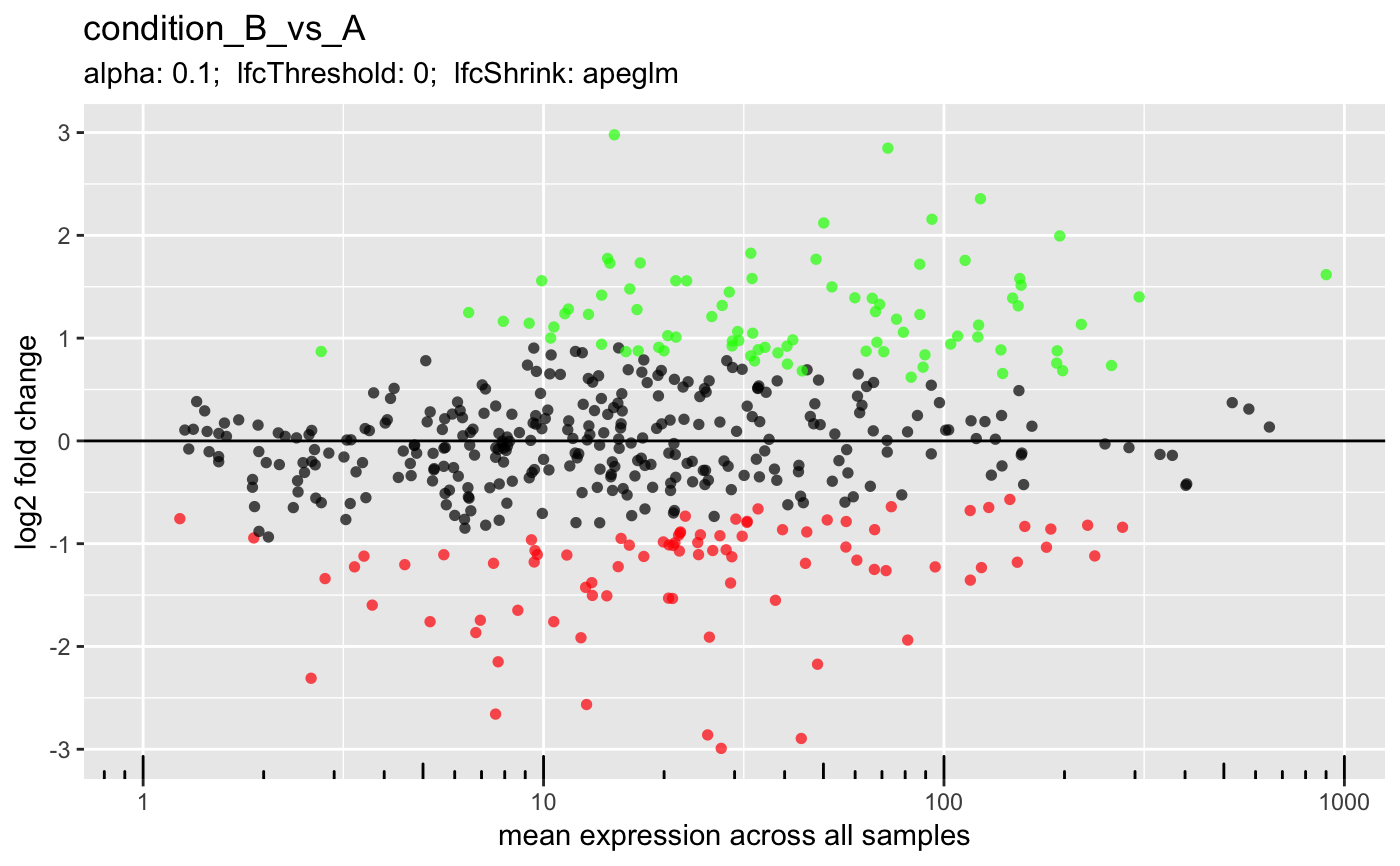 condition_B_vs_A
alpha: 0.1;  lfcThreshold: 0;  lfcShrink: apeglm
3
2
1
0
-1
-2
-3
log2 fold change
1 10 100 1000
mean expression across all samples